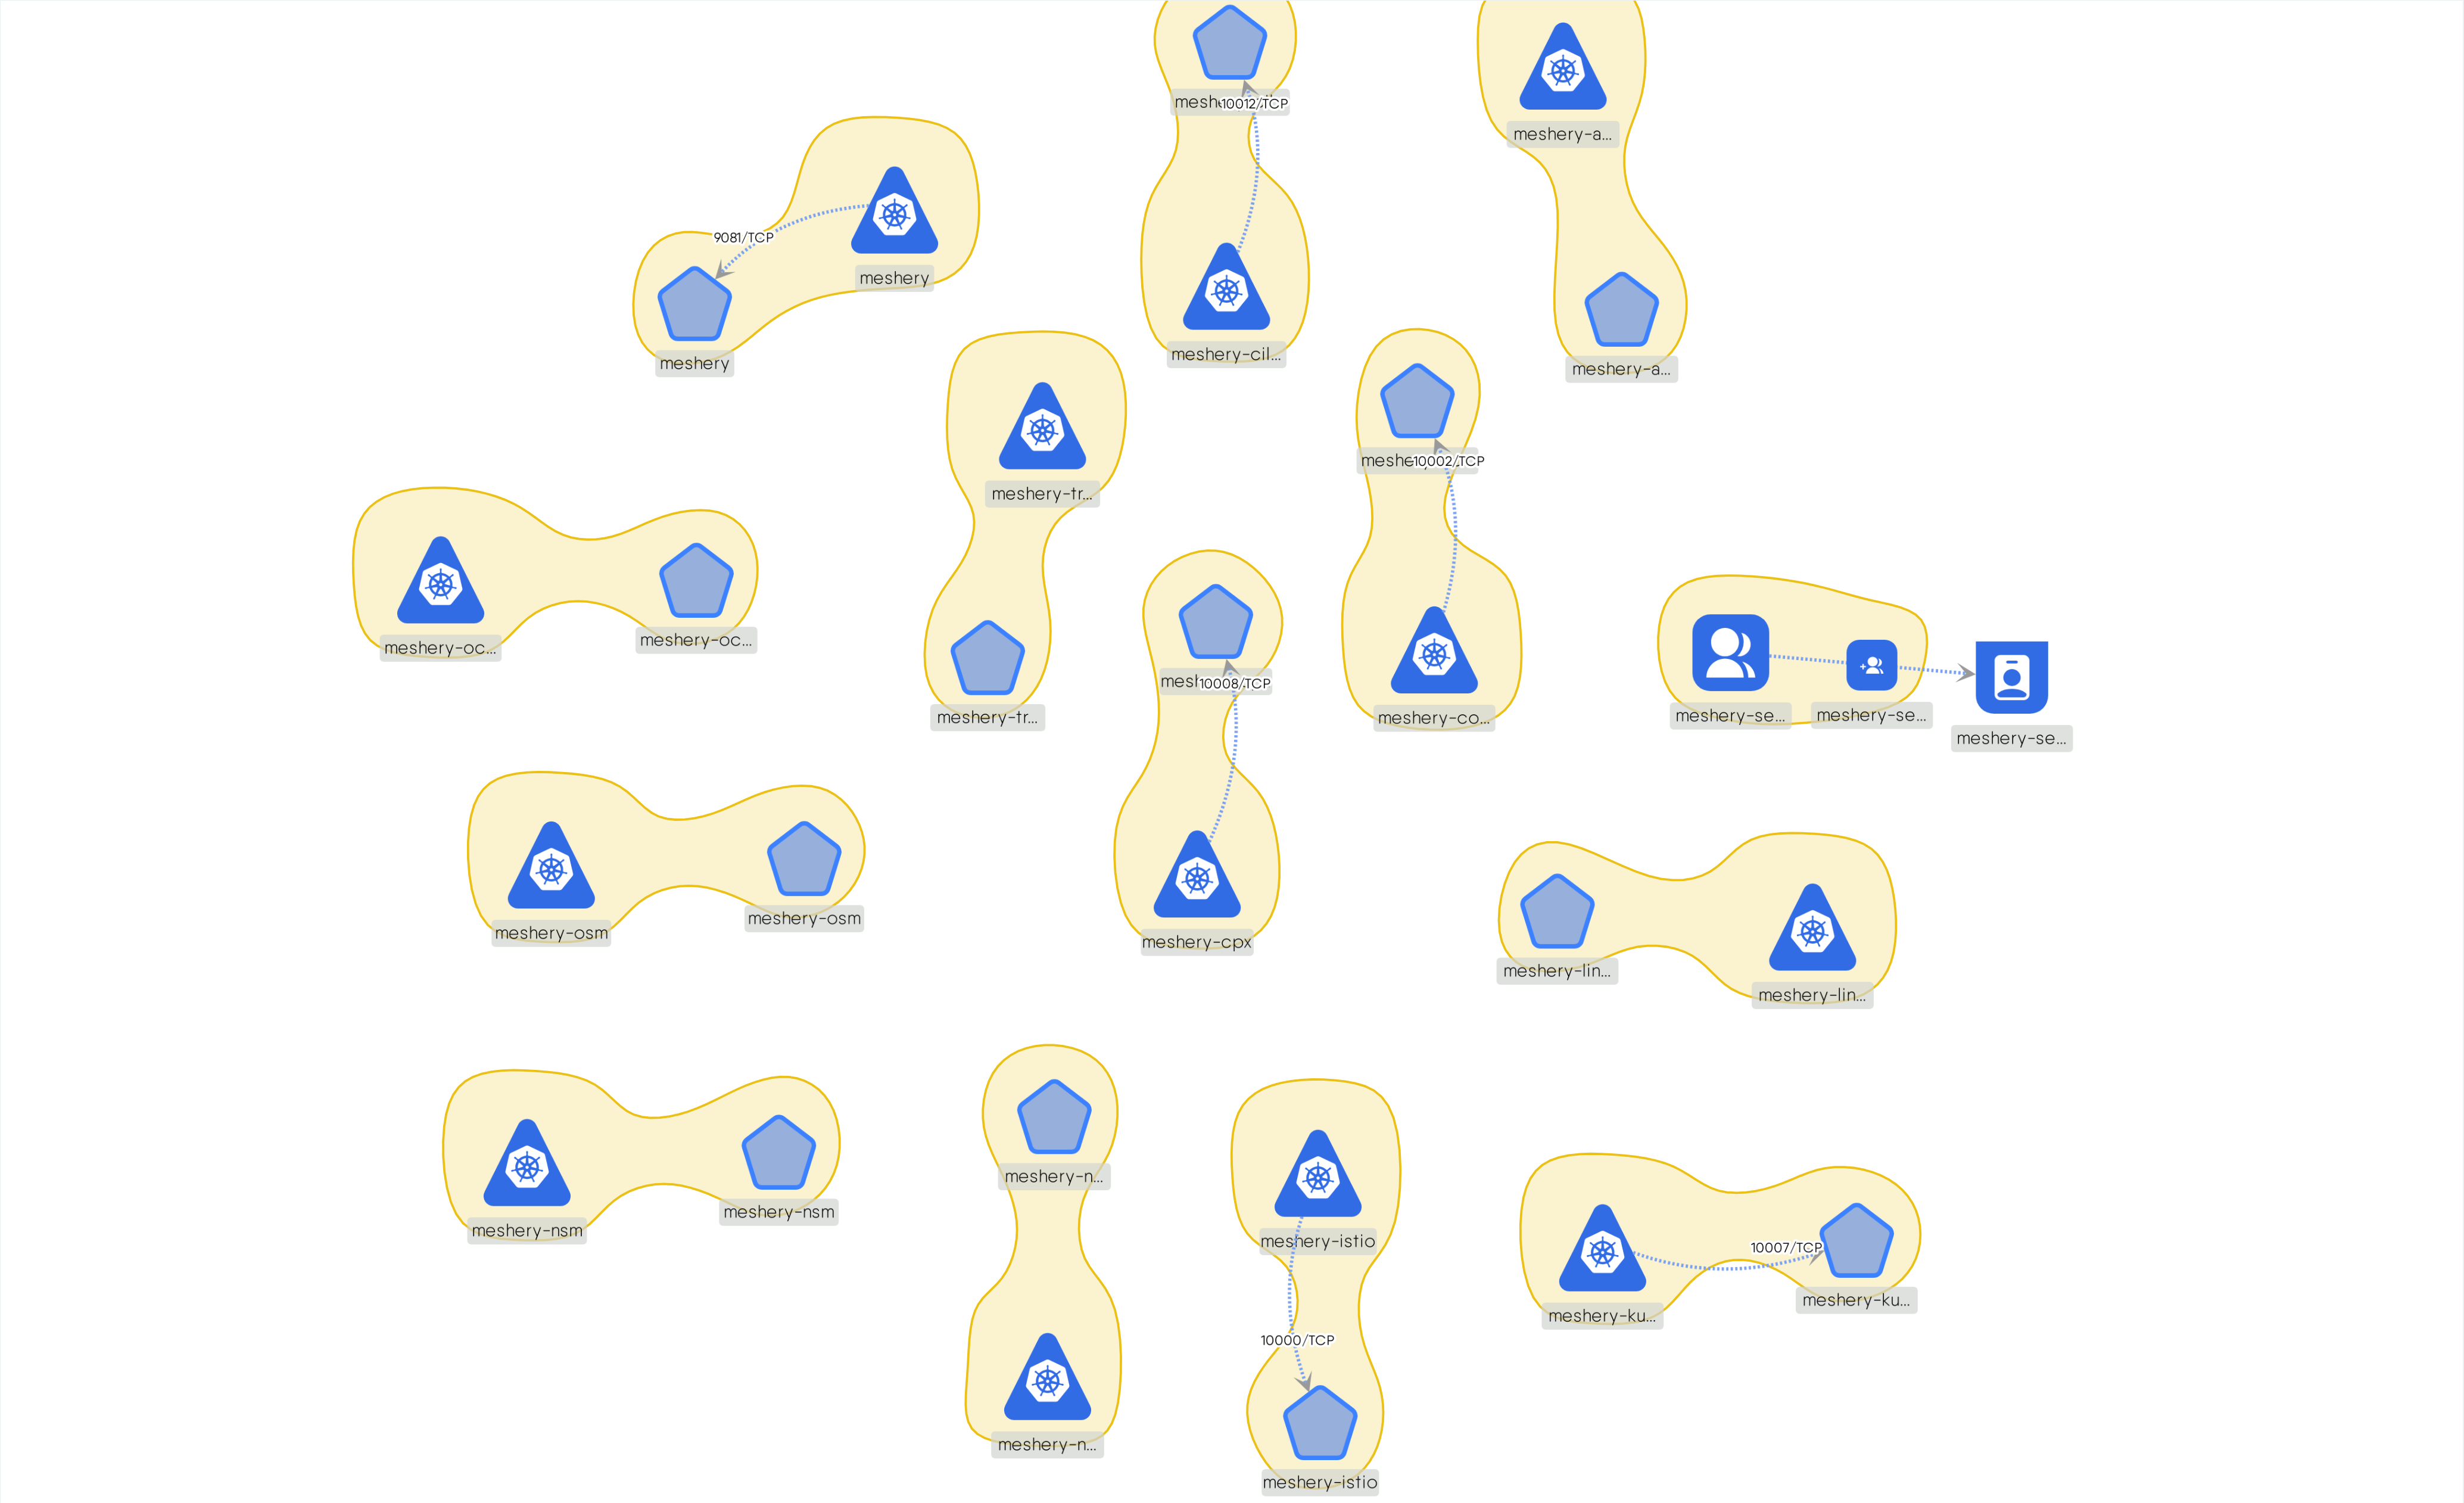 10012/TCP
meshery-a...
9081/TCP
meshery
meshery
meshery-cil...
meshery-a...
10002/TCP
meshery-tr...
meshery-oc...
meshery-oc...
10008/TCP
meshery-tr...
meshery-co...
meshery-se...
meshery-se...
meshery-se...
meshery-osm
meshery-osm
meshery-cpx
meshery-lin...
meshery-lin...
meshery-n...
meshery-nsm
meshery-nsm
meshery-istio
10007/TCP
meshery-ku...
meshery-ku...
10000/TCP
meshery-n...
meshery-istio